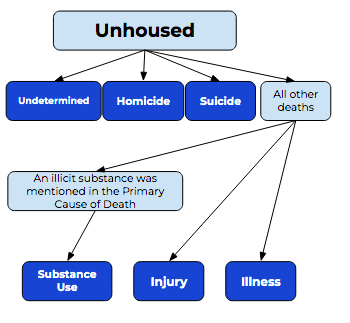 Unhoused
Undetermined
Homicide
Suicide
All other
deaths
An illicit substance was
mentioned in the Primary
Cause of Death
Substance
Use
Injury
Illness